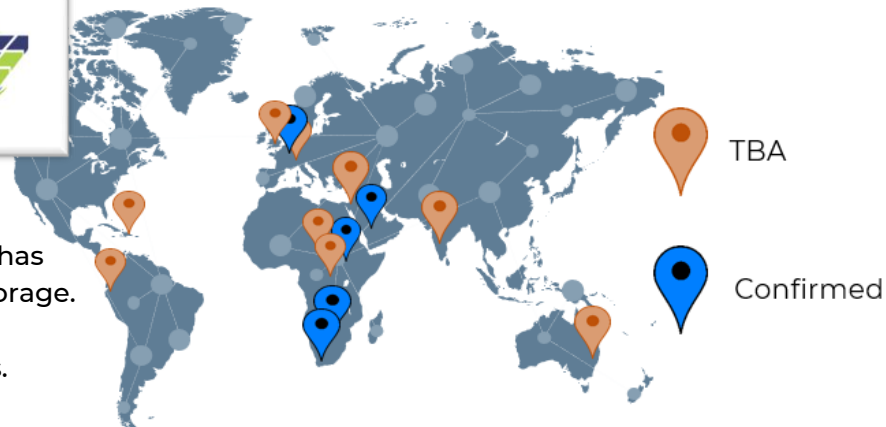 TBA
has
orage.
Confirmed
.